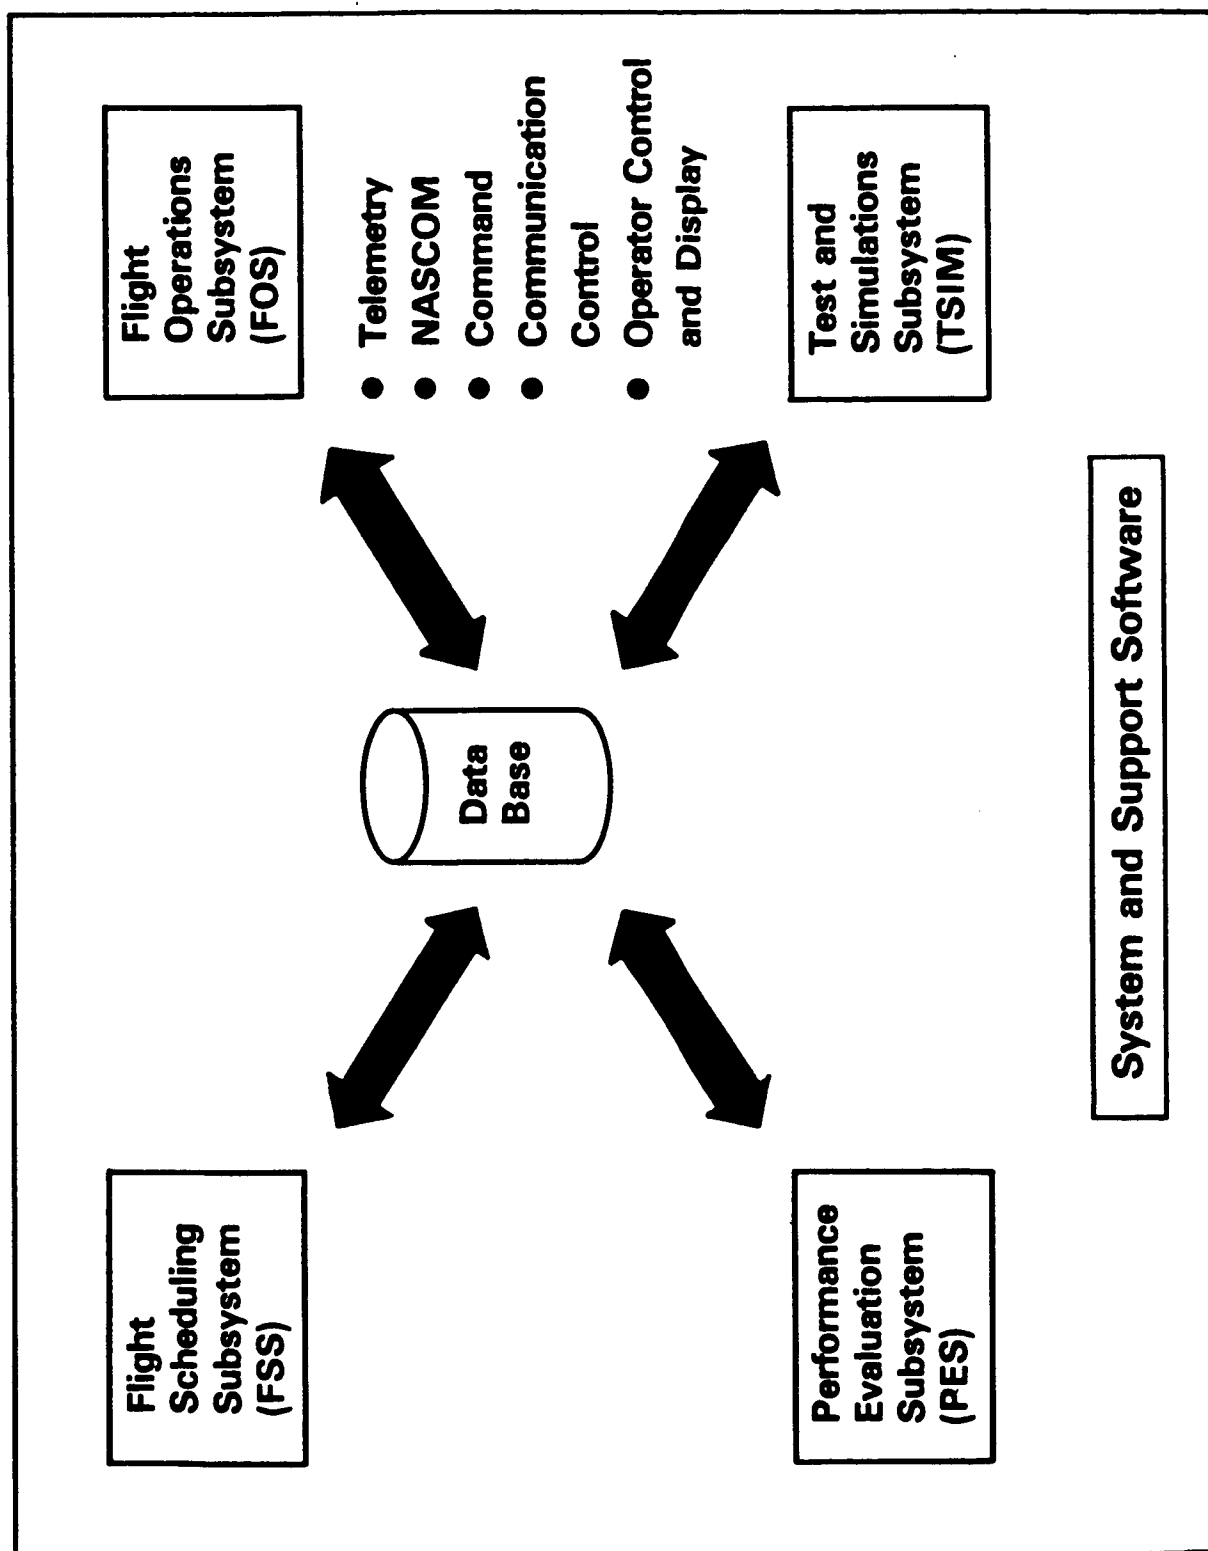 Flight
Scheduling
Subsystem
(FSS)
Flight
Operations
Subsystem
(FOS)
● Telemetry
● NASCOM
● Command
● Communication
Control
● Operator Control
and Display
Data
Base
Performance
Evaluation
Subsystem
(PES)
Test and
Simulations
Subsystem
(TSIM)
System and Support Software